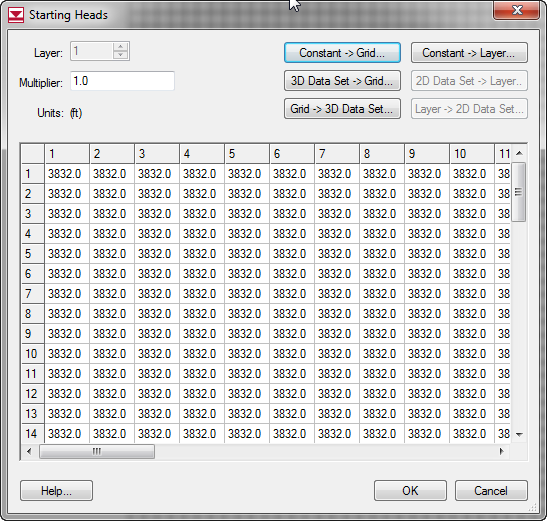 Starting Heads
Layer: 1 Constant -> Grid... Constant -> Layer...
Multiplier: 1.0 3D Data Set -> Grid... 2D Data Set -> Layer..
Units: (ft) Grid -> 3D Data Set... Layer -> 2D Data Set...
1 2 3 4 5 6 7 8 9 10 11
1 3832.0 3832.0 3832.0 3832.0 3832.0 3832.0 3832.0 3832.0 3832.0 3832.0 38
2 3832.0 3832.0 3832.0 3832.0 3832.0 3832.0 3832.0 3832.0 3832.0 3832.0 38
3 3832.0 3832.0 3832.0 3832.0 3832.0 3832.0 3832.0 3832.0 3832.0 3832.0 38
4 3832.0 3832.0 3832.0 3832.0 3832.0 3832.0 3832.0 3832.0 3832.0 3832.0 38
5 3832.0 3832.0 3832.0 3832.0 3832.0 3832.0 3832.0 3832.0 3832.0 3832.0 38
6 3832.0 3832.0 3832.0 3832.0 3832.0 3832.0 3832.0 3832.0 3832.0 3832.0 38
7 3832.0 3832.0 3832.0 3832.0 3832.0 3832.0 3832.0 3832.0 3832.0 3832.0 38
8 3832.0 3832.0 3832.0 3832.0 3832.0 3832.0 3832.0 3832.0 3832.0 3832.0 38
9 3832.0 3832.0 3832.0 3832.0 3832.0 3832.0 3832.0 3832.0 3832.0 3832.0 38
10 3832.0 3832.0 3832.0 3832.0 3832.0 3832.0 3832.0 3832.0 3832.0 3832.0 38
11 3832.0 3832.0 3832.0 3832.0 3832.0 3832.0 3832.0 3832.0 3832.0 3832.0 38
12 3832.0 3832.0 3832.0 3832.0 3832.0 3832.0 3832.0 3832.0 3832.0 3832.0 38
13 3832.0 3832.0 3832.0 3832.0 3832.0 3832.0 3832.0 3832.0 3832.0 3832.0 38
14 3832.0 3832.0 3832.0 3832.0 3832.0 3832.0 3832.0 3832.0 3832.0 3832.0 38
Help... OK Cancel